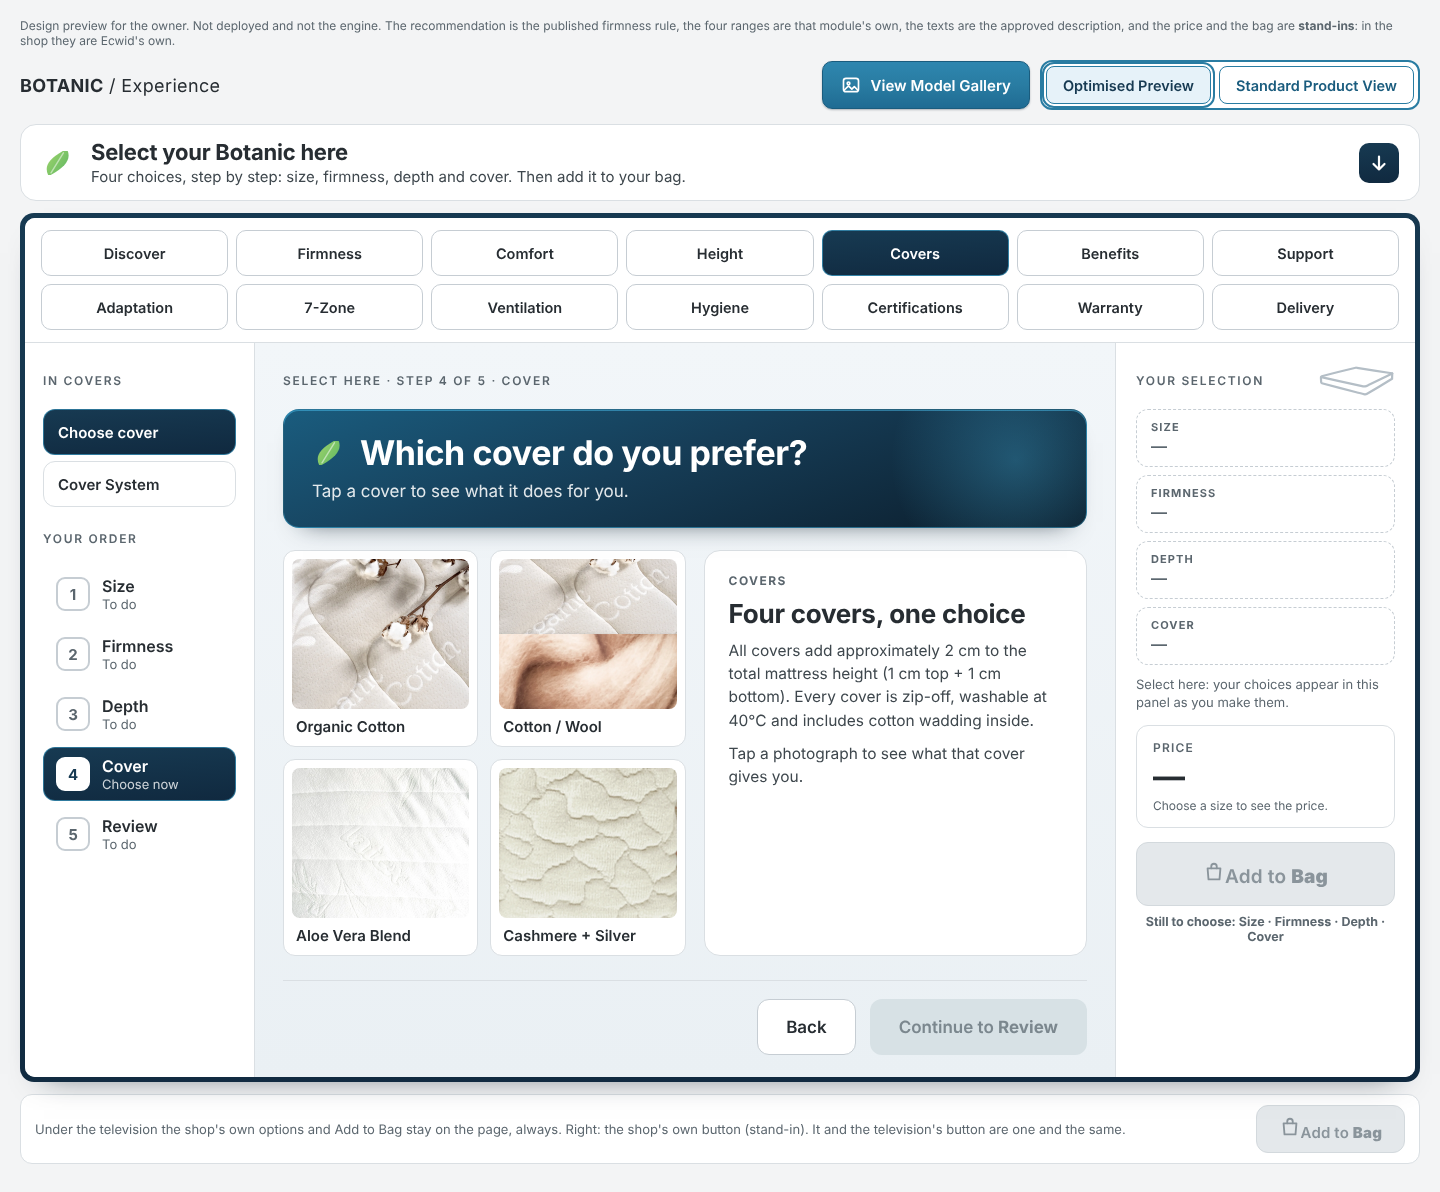 Design preview for the owner. Not deployed and not the engine. The recommendation is the published firmness rule, the four ranges are that module's own, the texts are the approved description, and the price and the bag are stand-ins: in the
shop they are Ecwid's own.
BOTANIC / Experience
View Model Gallery
Optimised Preview
Standard Product View
Select your Botanic here
Four choices, step by step: size, firmness, depth and cover. Then add it to your bag.
Discover
Firmness
Comfort
Height
Covers
Benefits
Support
Adaptation
7-Zone
Ventilation
Hygiene
Certifications
Warranty
Delivery
IN COVERS
Choose cover
Cover System
YOUR ORDER
1
Size
To do
2
Firmness
To do
3
Depth
To do
4
Cover
Choose now
5
Review
To do
SELECT HERE · STEP 4 OF 5 · COVER
Which cover do you prefer?
Tap a cover to see what it does for you.
Cotton
Organic Cotton
Cotton
Cotton / Wool
Aloe Vera Blend
Cashmere + Silver
COVERS
Four covers, one choice
All covers add approximately 2 cm to the
total mattress height (1 cm top + 1 cm
bottom). Every cover is zip-off, washable at
40°C and includes cotton wadding inside.
Tap a photograph to see what that cover
gives you.
Back
Continue to Review
YOUR SELECTION
SIZE
—
FIRMNESS
—
DEPTH
—
COVER
—
Select here: your choices appear in this
panel as you make them.
PRICE
—
Choose a size to see the price.
Add to Bag
Still to choose: Size · Firmness · Depth ·
Cover
Under the television the shop's own options and Add to Bag stay on the page, always. Right: the shop's own button (stand-in). It and the television's button are one and the same.
Add to Bag